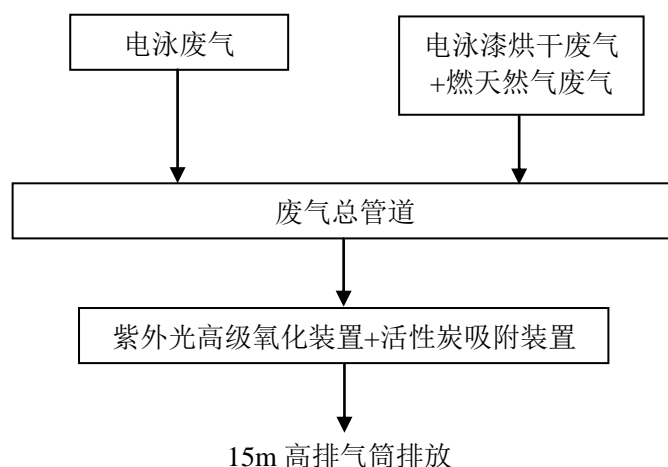 电泳废气
电泳漆烘干废气
+燃天然气废气
废气总管道
紫外光高级氧化装置+活性炭吸附装置
15m 高排气筒排放